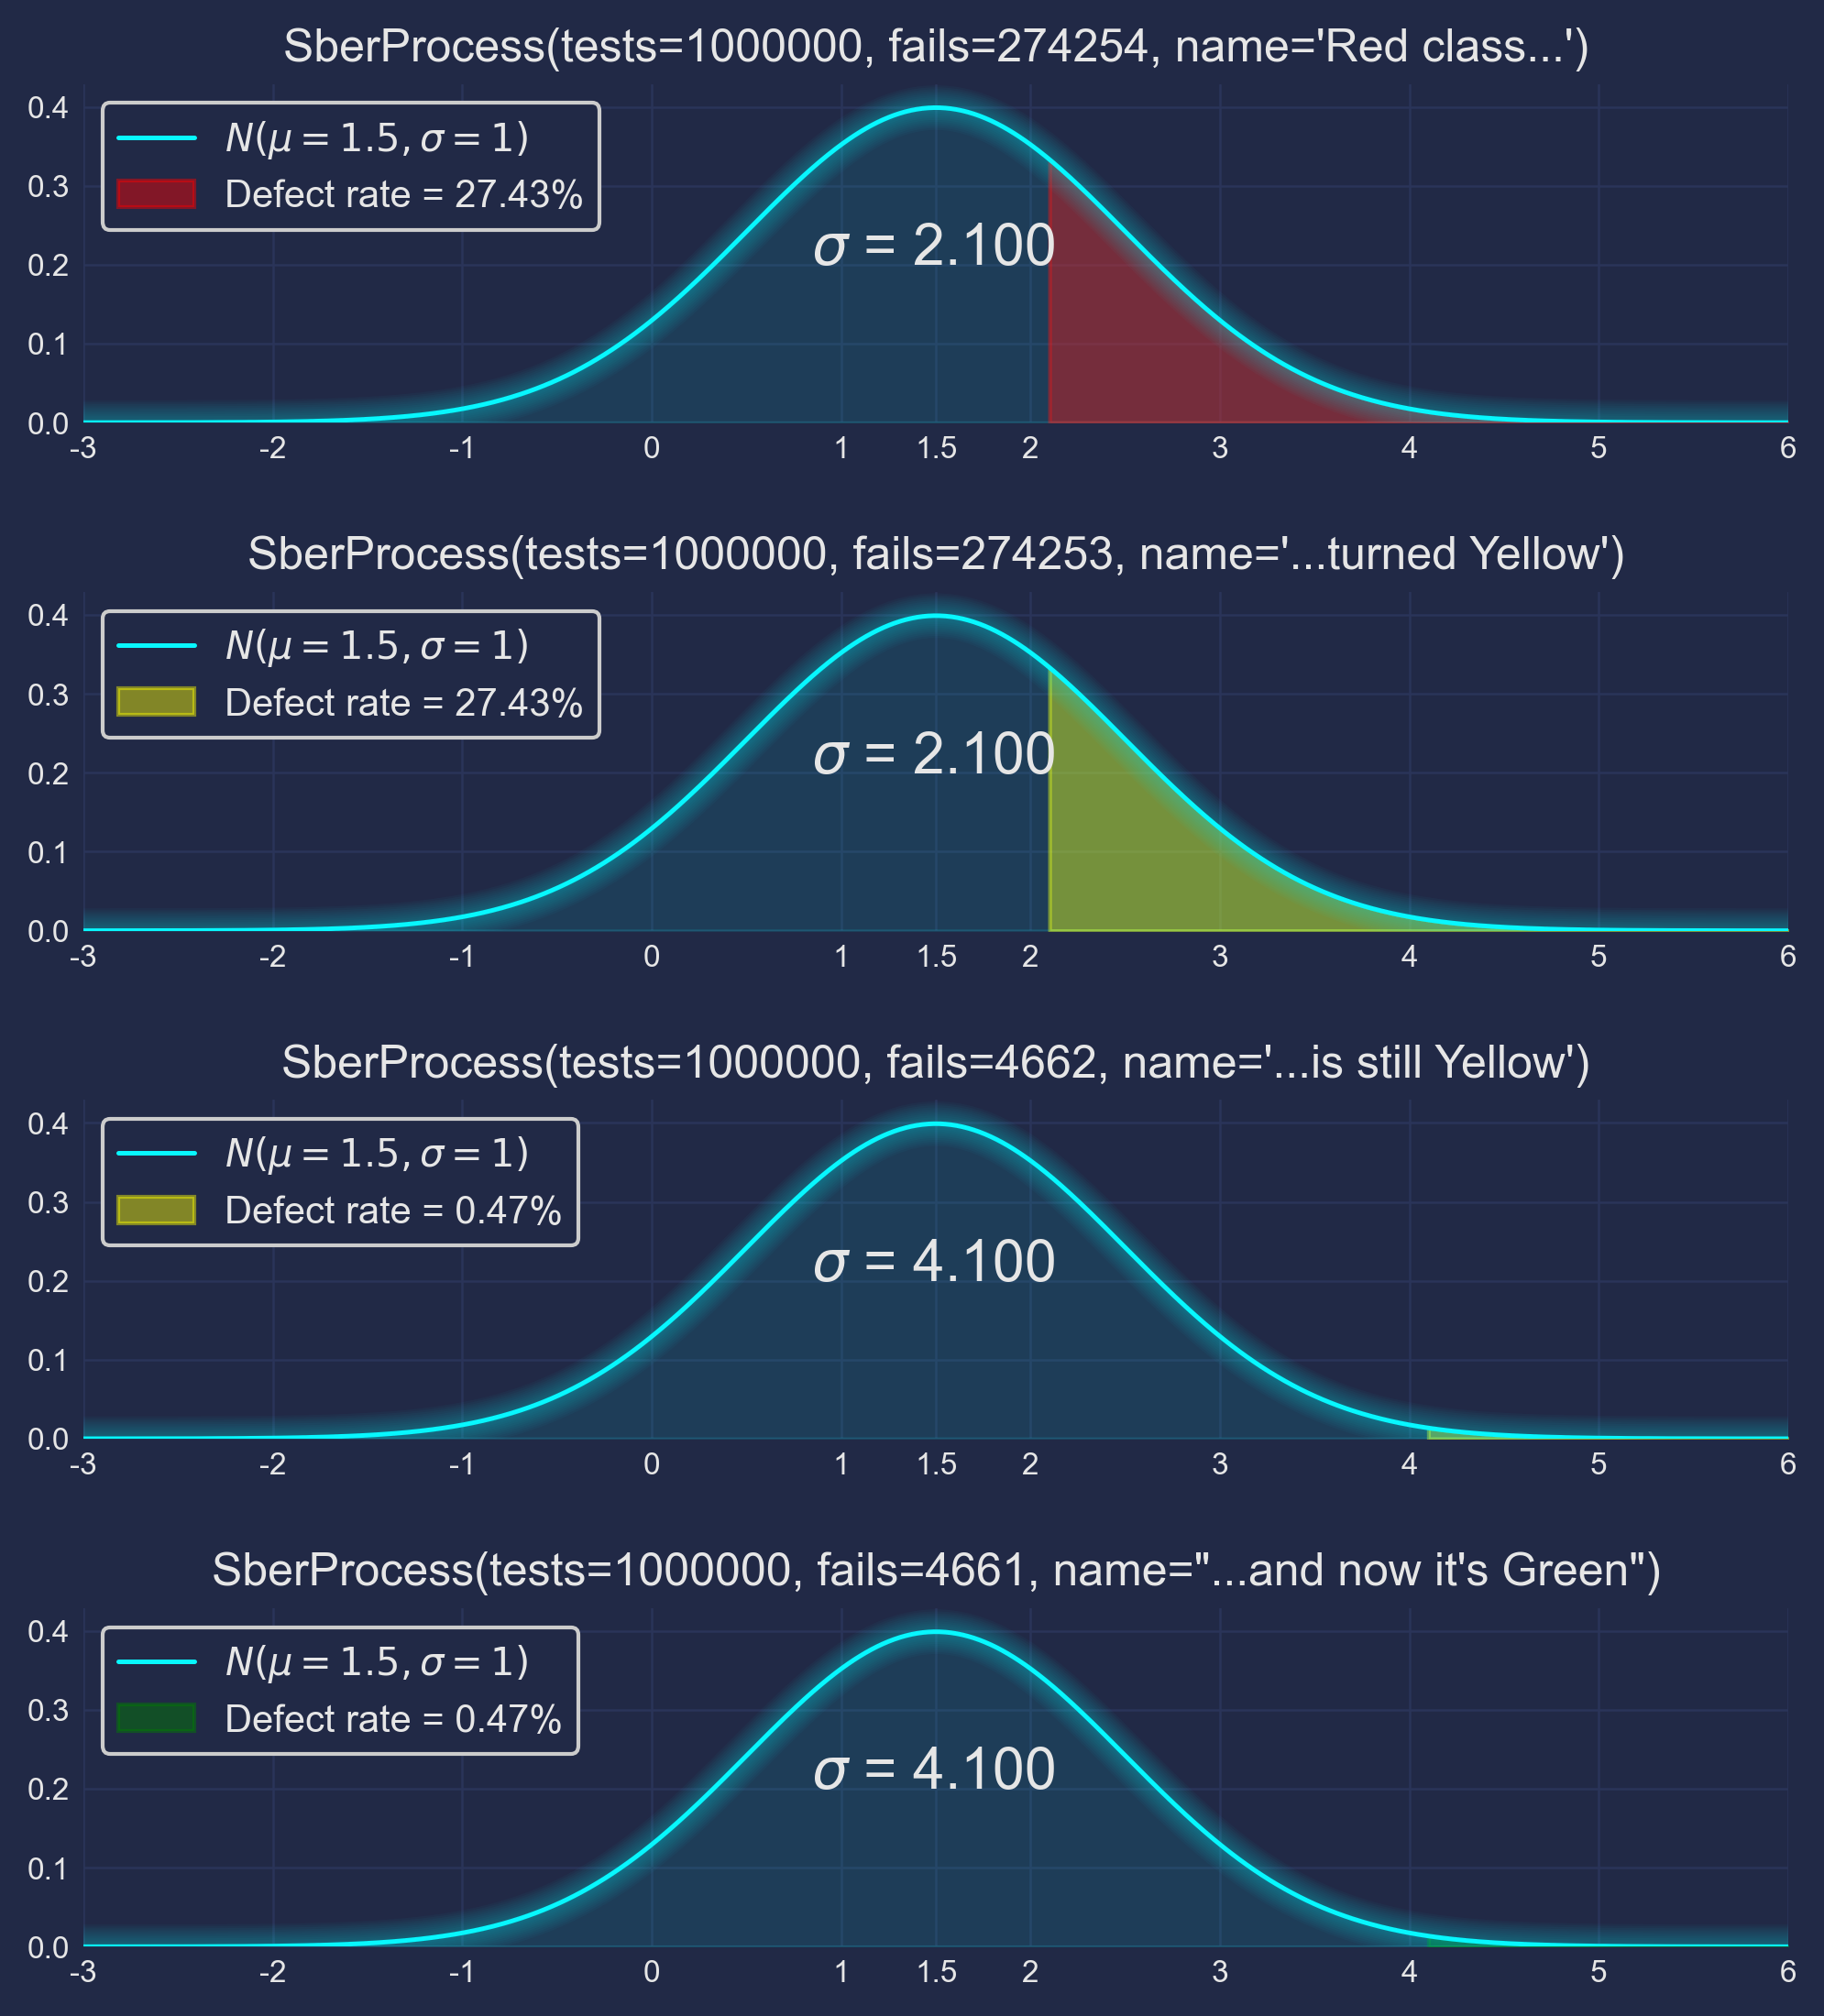 SberProcess(tests=1000000, fails=274254, name='Red class...')
N(μ = 1.5, σ = 1)
Defect rate = 27.43%
σ = 2.100
0.4
0.3
0.2
0.1
0.0
-3 -2 -1 0 1 1.5 2 3 4 5 6
SberProcess(tests=1000000, fails=274253, name='...turned Yellow')
N(μ = 1.5, σ = 1)
Defect rate = 27.43%
σ = 2.100
0.4
0.3
0.2
0.1
0.0
-3 -2 -1 0 1 1.5 2 3 4 5 6
SberProcess(tests=1000000, fails=4662, name='...is still Yellow')
N(μ = 1.5, σ = 1)
Defect rate = 0.47%
σ = 4.100
0.4
0.3
0.2
0.1
0.0
-3 -2 -1 0 1 1.5 2 3 4 5 6
SberProcess(tests=1000000, fails=4661, name="...and now it's Green")
N(μ = 1.5, σ = 1)
Defect rate = 0.47%
σ = 4.100
0.4
0.3
0.2
0.1
0.0
-3 -2 -1 0 1 1.5 2 3 4 5 6